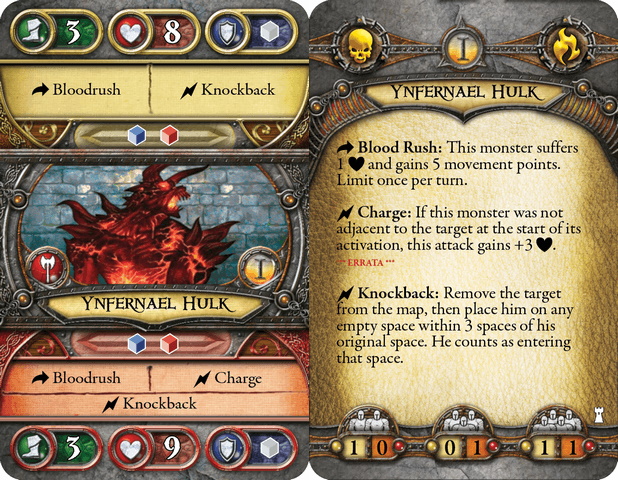 3 8
Bloodrush Knockback
I
YNFERNAEL HULK
Bloodrush Charge
Knockback
3 9
I
YNFERNAEL HULK
Blood Rush: This monster suffers
1 and gains 5 movement points.
Limit once per turn.
Charge: If this monster was not
adjacent to the target at the start of its
activation, this attack gains +3 .
*** ERRATA ***
Knockback: Remove the target
from the map, then place him on any
empty space within 3 spaces of his
original space. He counts as entering
that space.
1 0 0 1 1 1